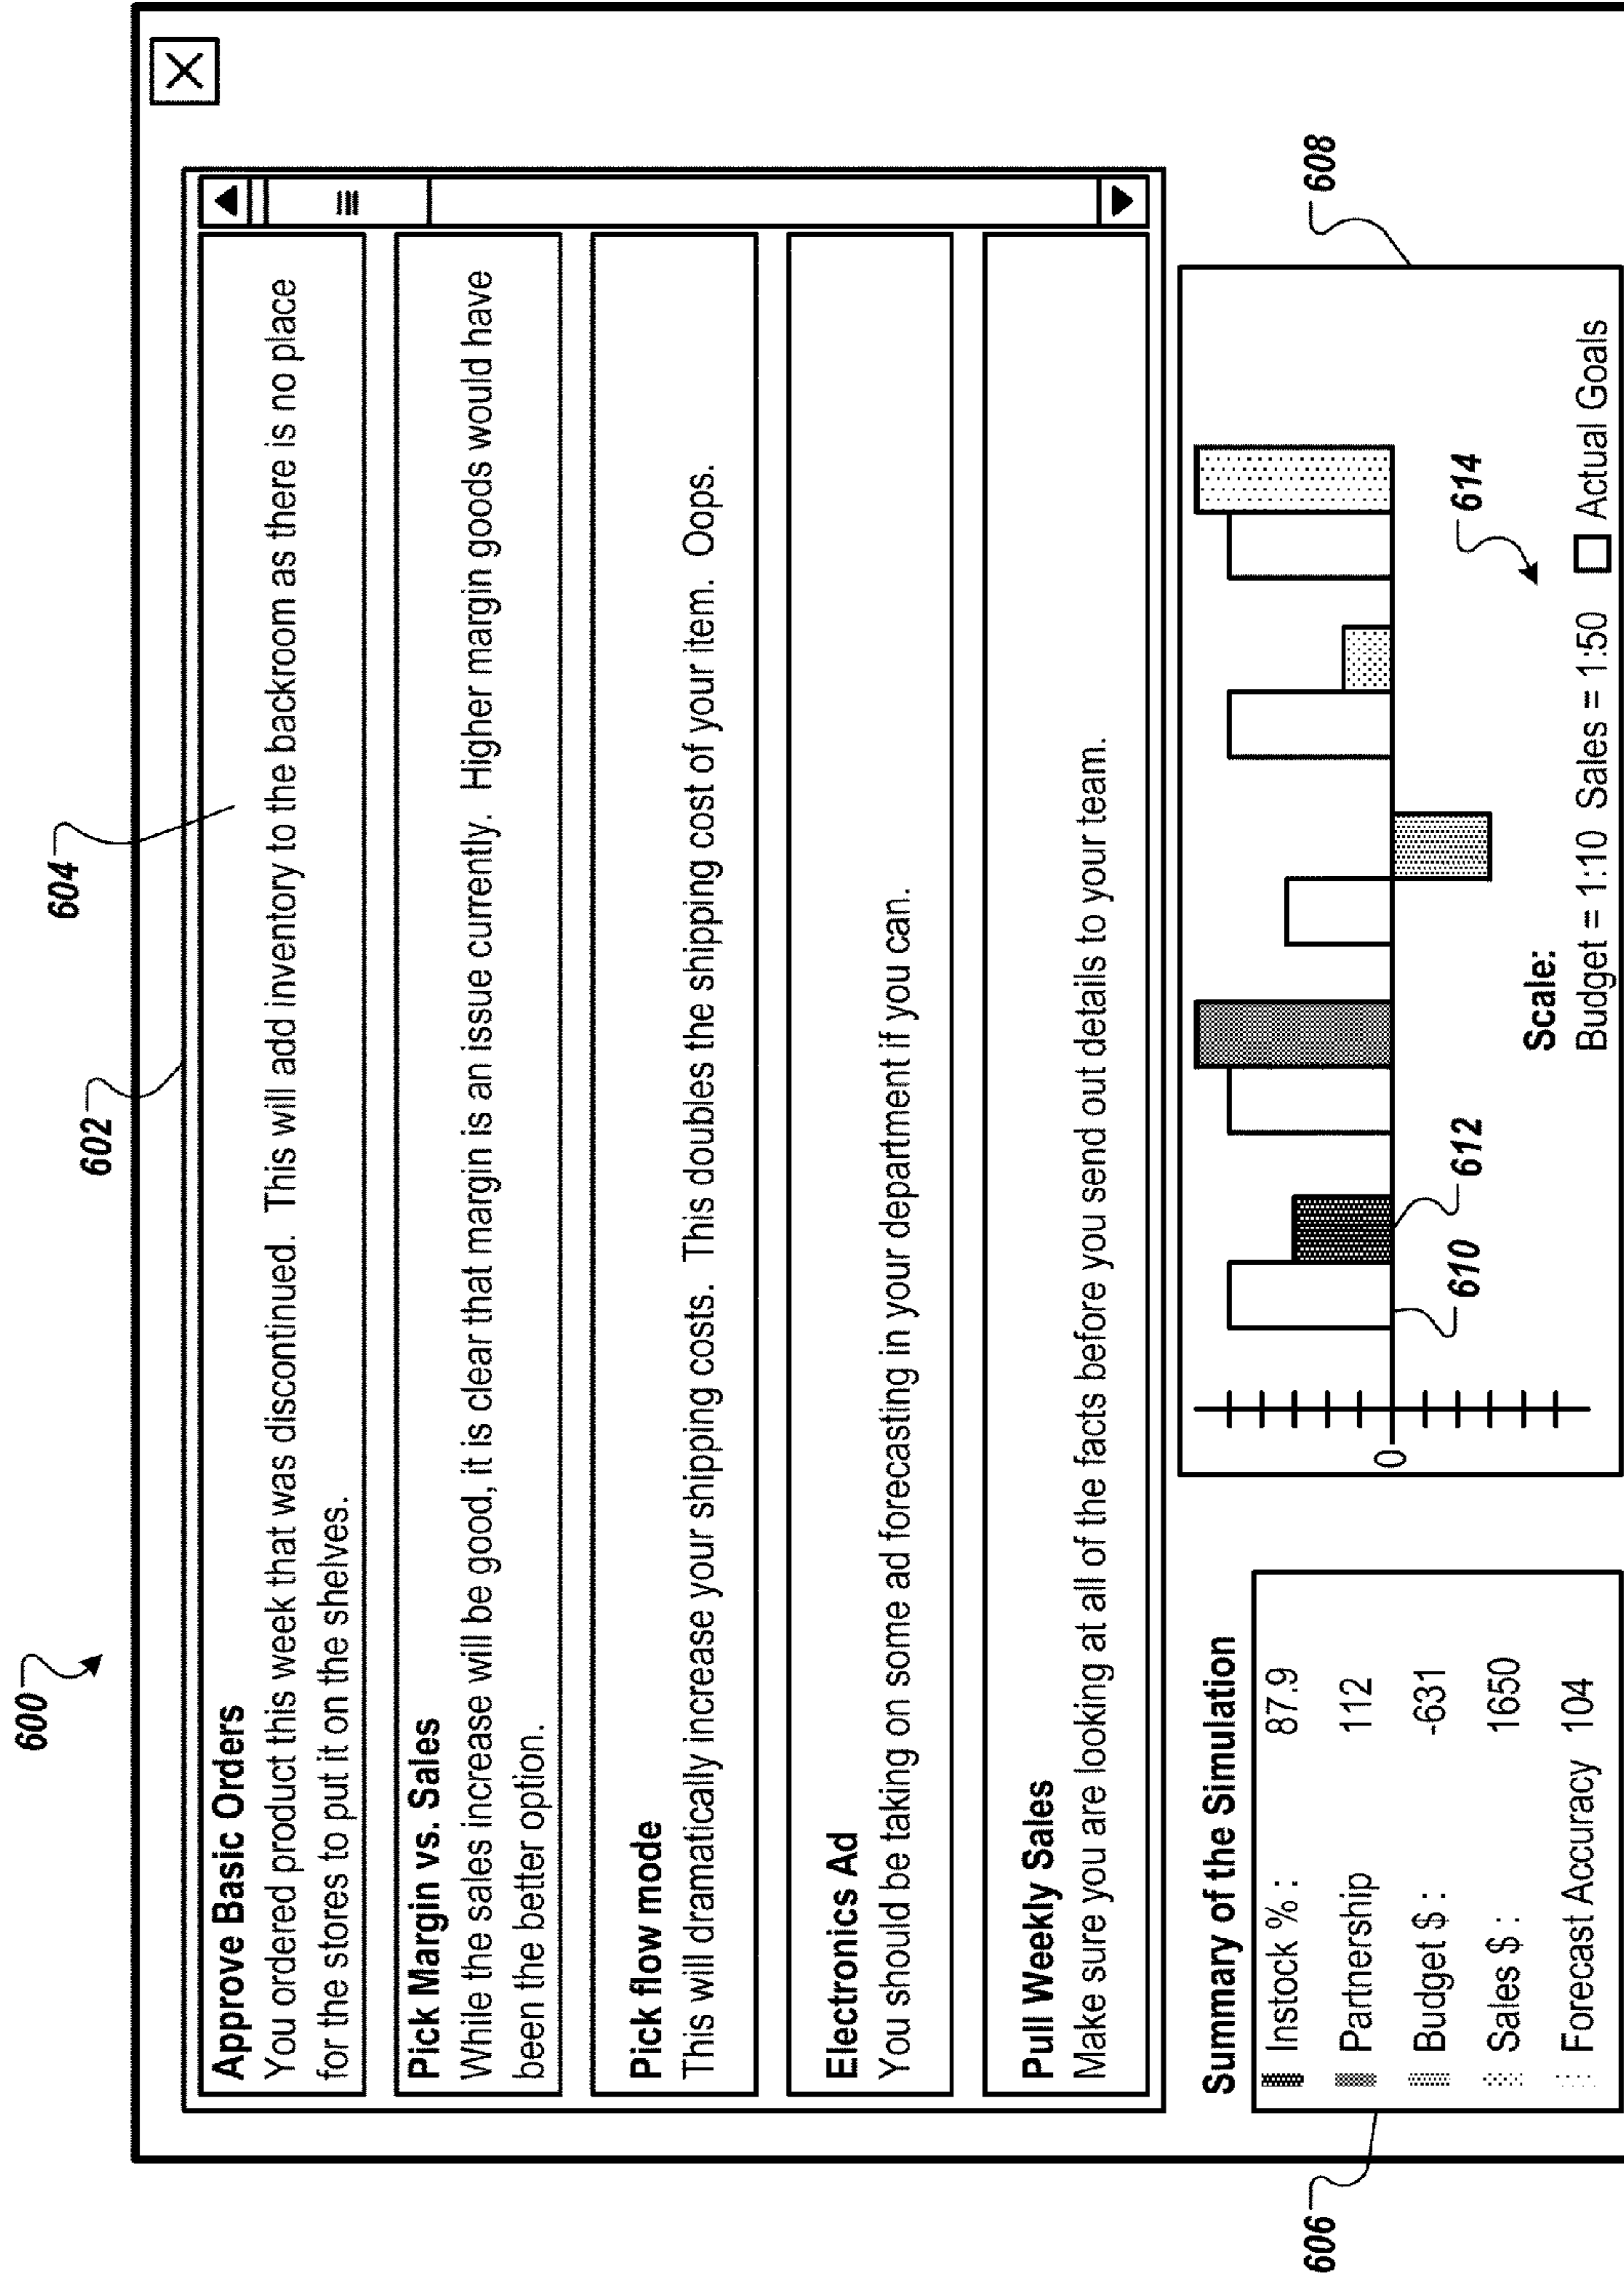 600
602
604
Approve Basic Orders
You ordered product this week that was discontinued. This will add inventory to the backroom as there is no place
for the stores to put it on the shelves.
Pick Margin vs. Sales
While the sales increase will be good, it is clear that margin is an issue currently. Higher margin goods would have
been the better option.
Pick flow mode
This will dramatically increase your shipping costs. This doubles the shipping cost of your item. Oops.
Electronics Ad
You should be taking on some ad forecasting in your department if you can.
Pull Weekly Sales
Make sure you are looking at all of the facts before you send out details to your team.
606
Summary of the Simulation
Instock % : 87.9
Partnership 112
Budget $ : -631
Sales $ : 1650
Forecast Accuracy 104
608
0
610
612
614
Scale:
Budget = 1:10 Sales = 1:50 Actual Goals